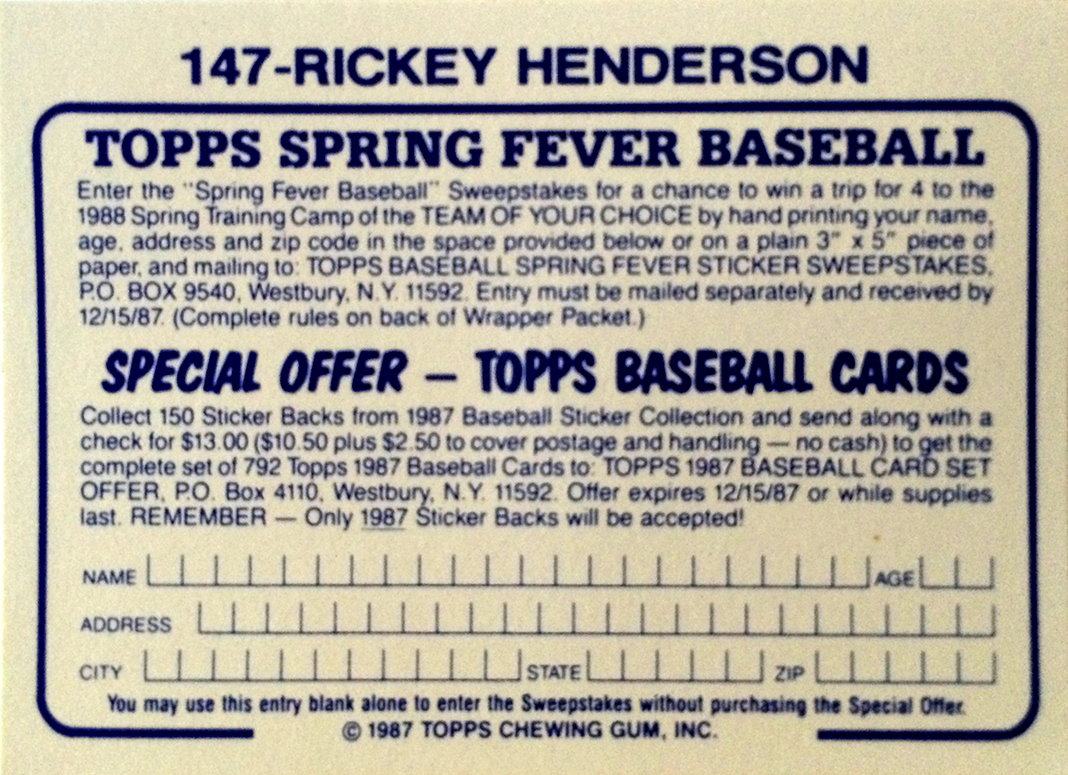 147-RICKEY HENDERSON
TOPPS SPRING FEVER BASEBALL
Enter the "Spring Fever Baseball" Sweepstakes for a chance to win a trip for 4 to the
1988 Spring Training Camp of the TEAM OF YOUR CHOICE by hand printing your name,
age, address and zip code in the space provided below or on a plain 3" x 5" piece of
paper, and mailing to: TOPPS BASEBALL SPRING FEVER STICKER SWEEPSTAKES,
P.O. BOX 9540, Westbury, N.Y. 11592. Entry must be mailed separately and received by
12/15/87. (Complete rules on back of Wrapper Packet.)
SPECIAL OFFER — TOPPS BASEBALL CARDS
Collect 150 Sticker Backs from 1987 Baseball Sticker Collection and send along with a
check for $13.00 ($10.50 plus $2.50 to cover postage and handling — no cash) to get the
complete set of 792 Topps 1987 Baseball Cards to: TOPPS 1987 BASEBALL CARD SET
OFFER, P.O. Box 4110, Westbury, N.Y. 11592. Offer expires 12/15/87 or while supplies
last. REMEMBER — Only 1987 Sticker Backs will be accepted!
NAME AGE
ADDRESS
CITY STATE ZIP
You may use this entry blank alone to enter the Sweepstakes without purchasing the Special Offer.
© 1987 TOPPS CHEWING GUM, INC.